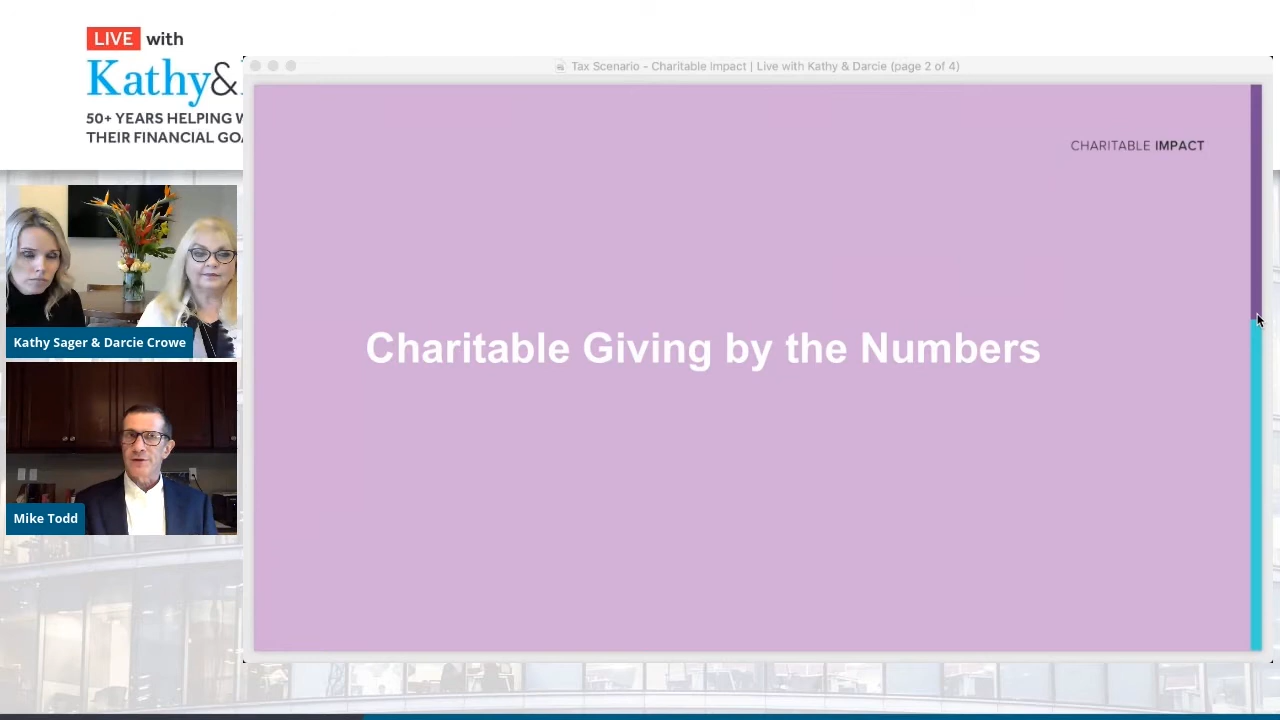 LIVE with
Kathy&
50+ YEARS HELPING
THEIR FINANCIAL
Tax Scenario - Charitable Impact | Live with Kathy & Darcie (page 2 of 4)
CHARITABLE IMPACT
Charitable Giving by the Numbers
Kathy Sager & Darcie Crowe
Mike Todd